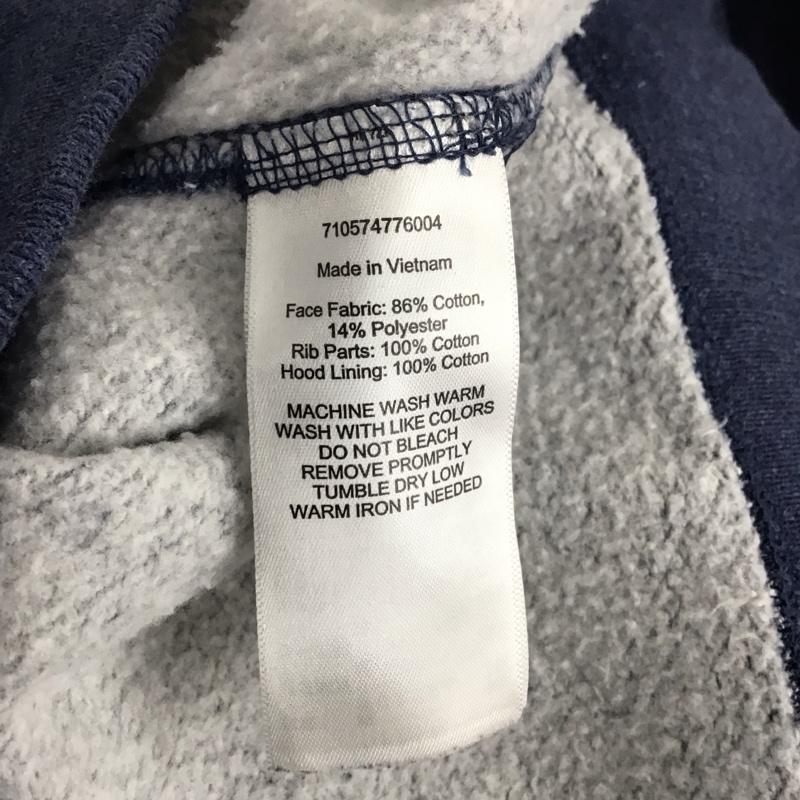 710574776004
Made in Vietnam
Face Fabric: 86% Cotton,
14% Polyester
Rib Parts: 100% Cotton
Hood Lining: 100% Cotton
MACHINE WASH WARM
WASH WITH LIKE COLORS
DO NOT BLEACH
REMOVE PROMPTLY
TUMBLE DRY LOW
WARM IRON IF NEEDED